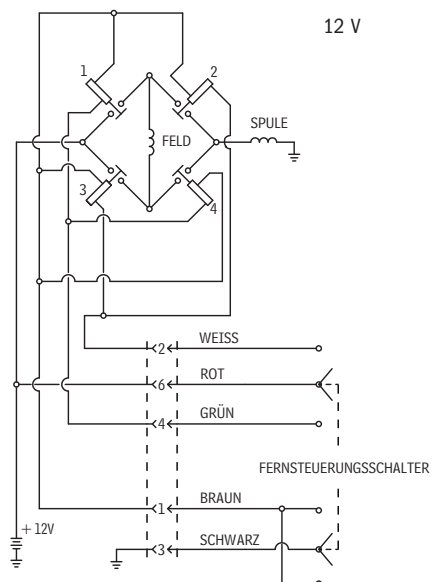 12 V
1
2
SPULE
FELD
3
4
2 WEISS
6 ROT
4 GRÜN
FERNSTEUERUNGSSCHALTER
1 BRAUN
+ 12V
3 SCHWARZ